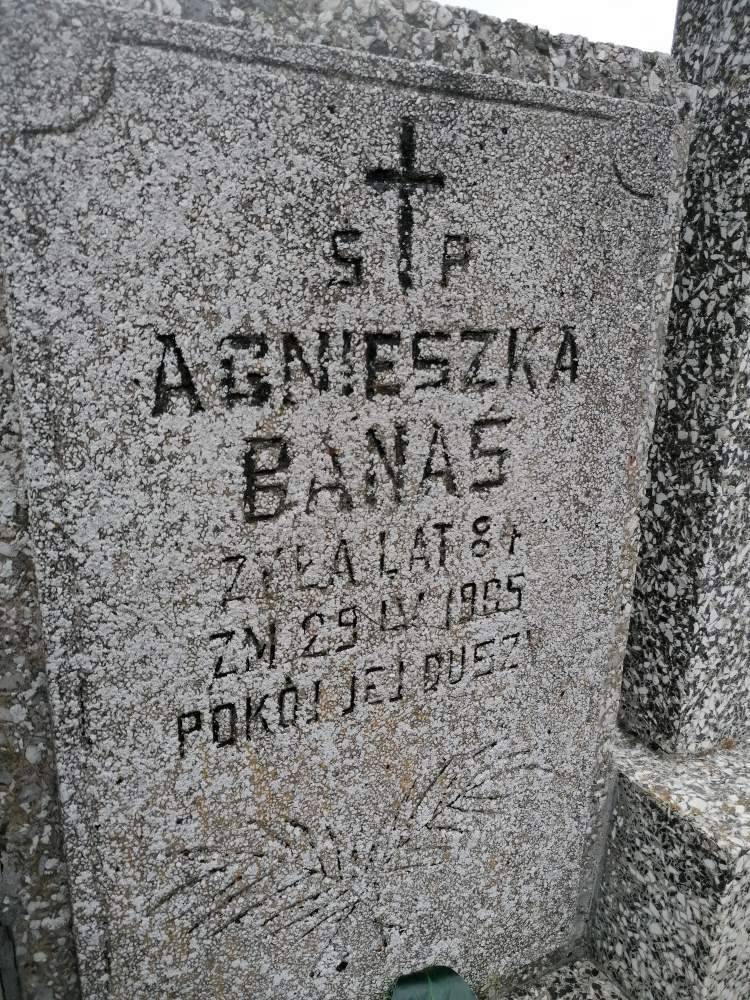 S P
AGNIESZKA
BANAŚ
ŻYŁA LAT 84
ZM 29 IV 1965
POKÓJ JEJ DUSZY